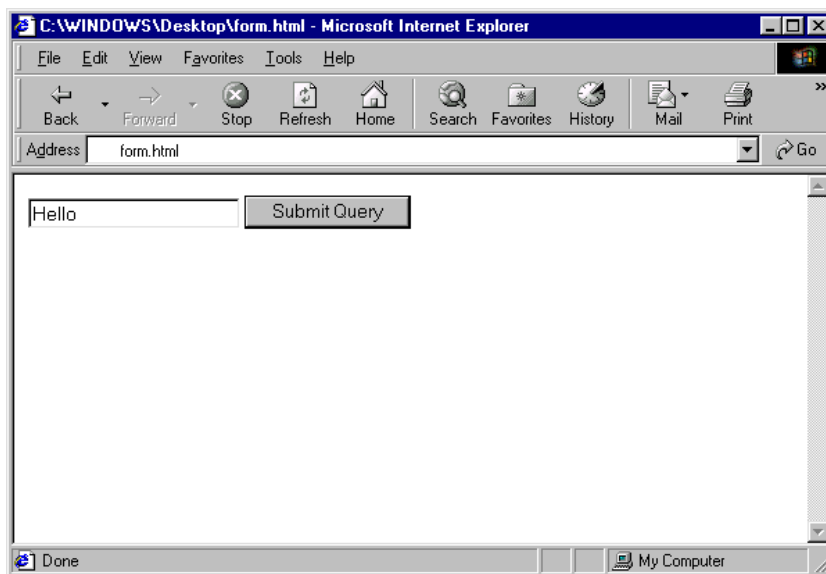 C:\WINDOWS\Desktop\form.html - Microsoft Internet Explorer
File Edit View Favorites Tools Help
Back Forward Stop Refresh Home Search Favorites History Mail Print »
Address form.html Go
Hello Submit Query
Done My Computer